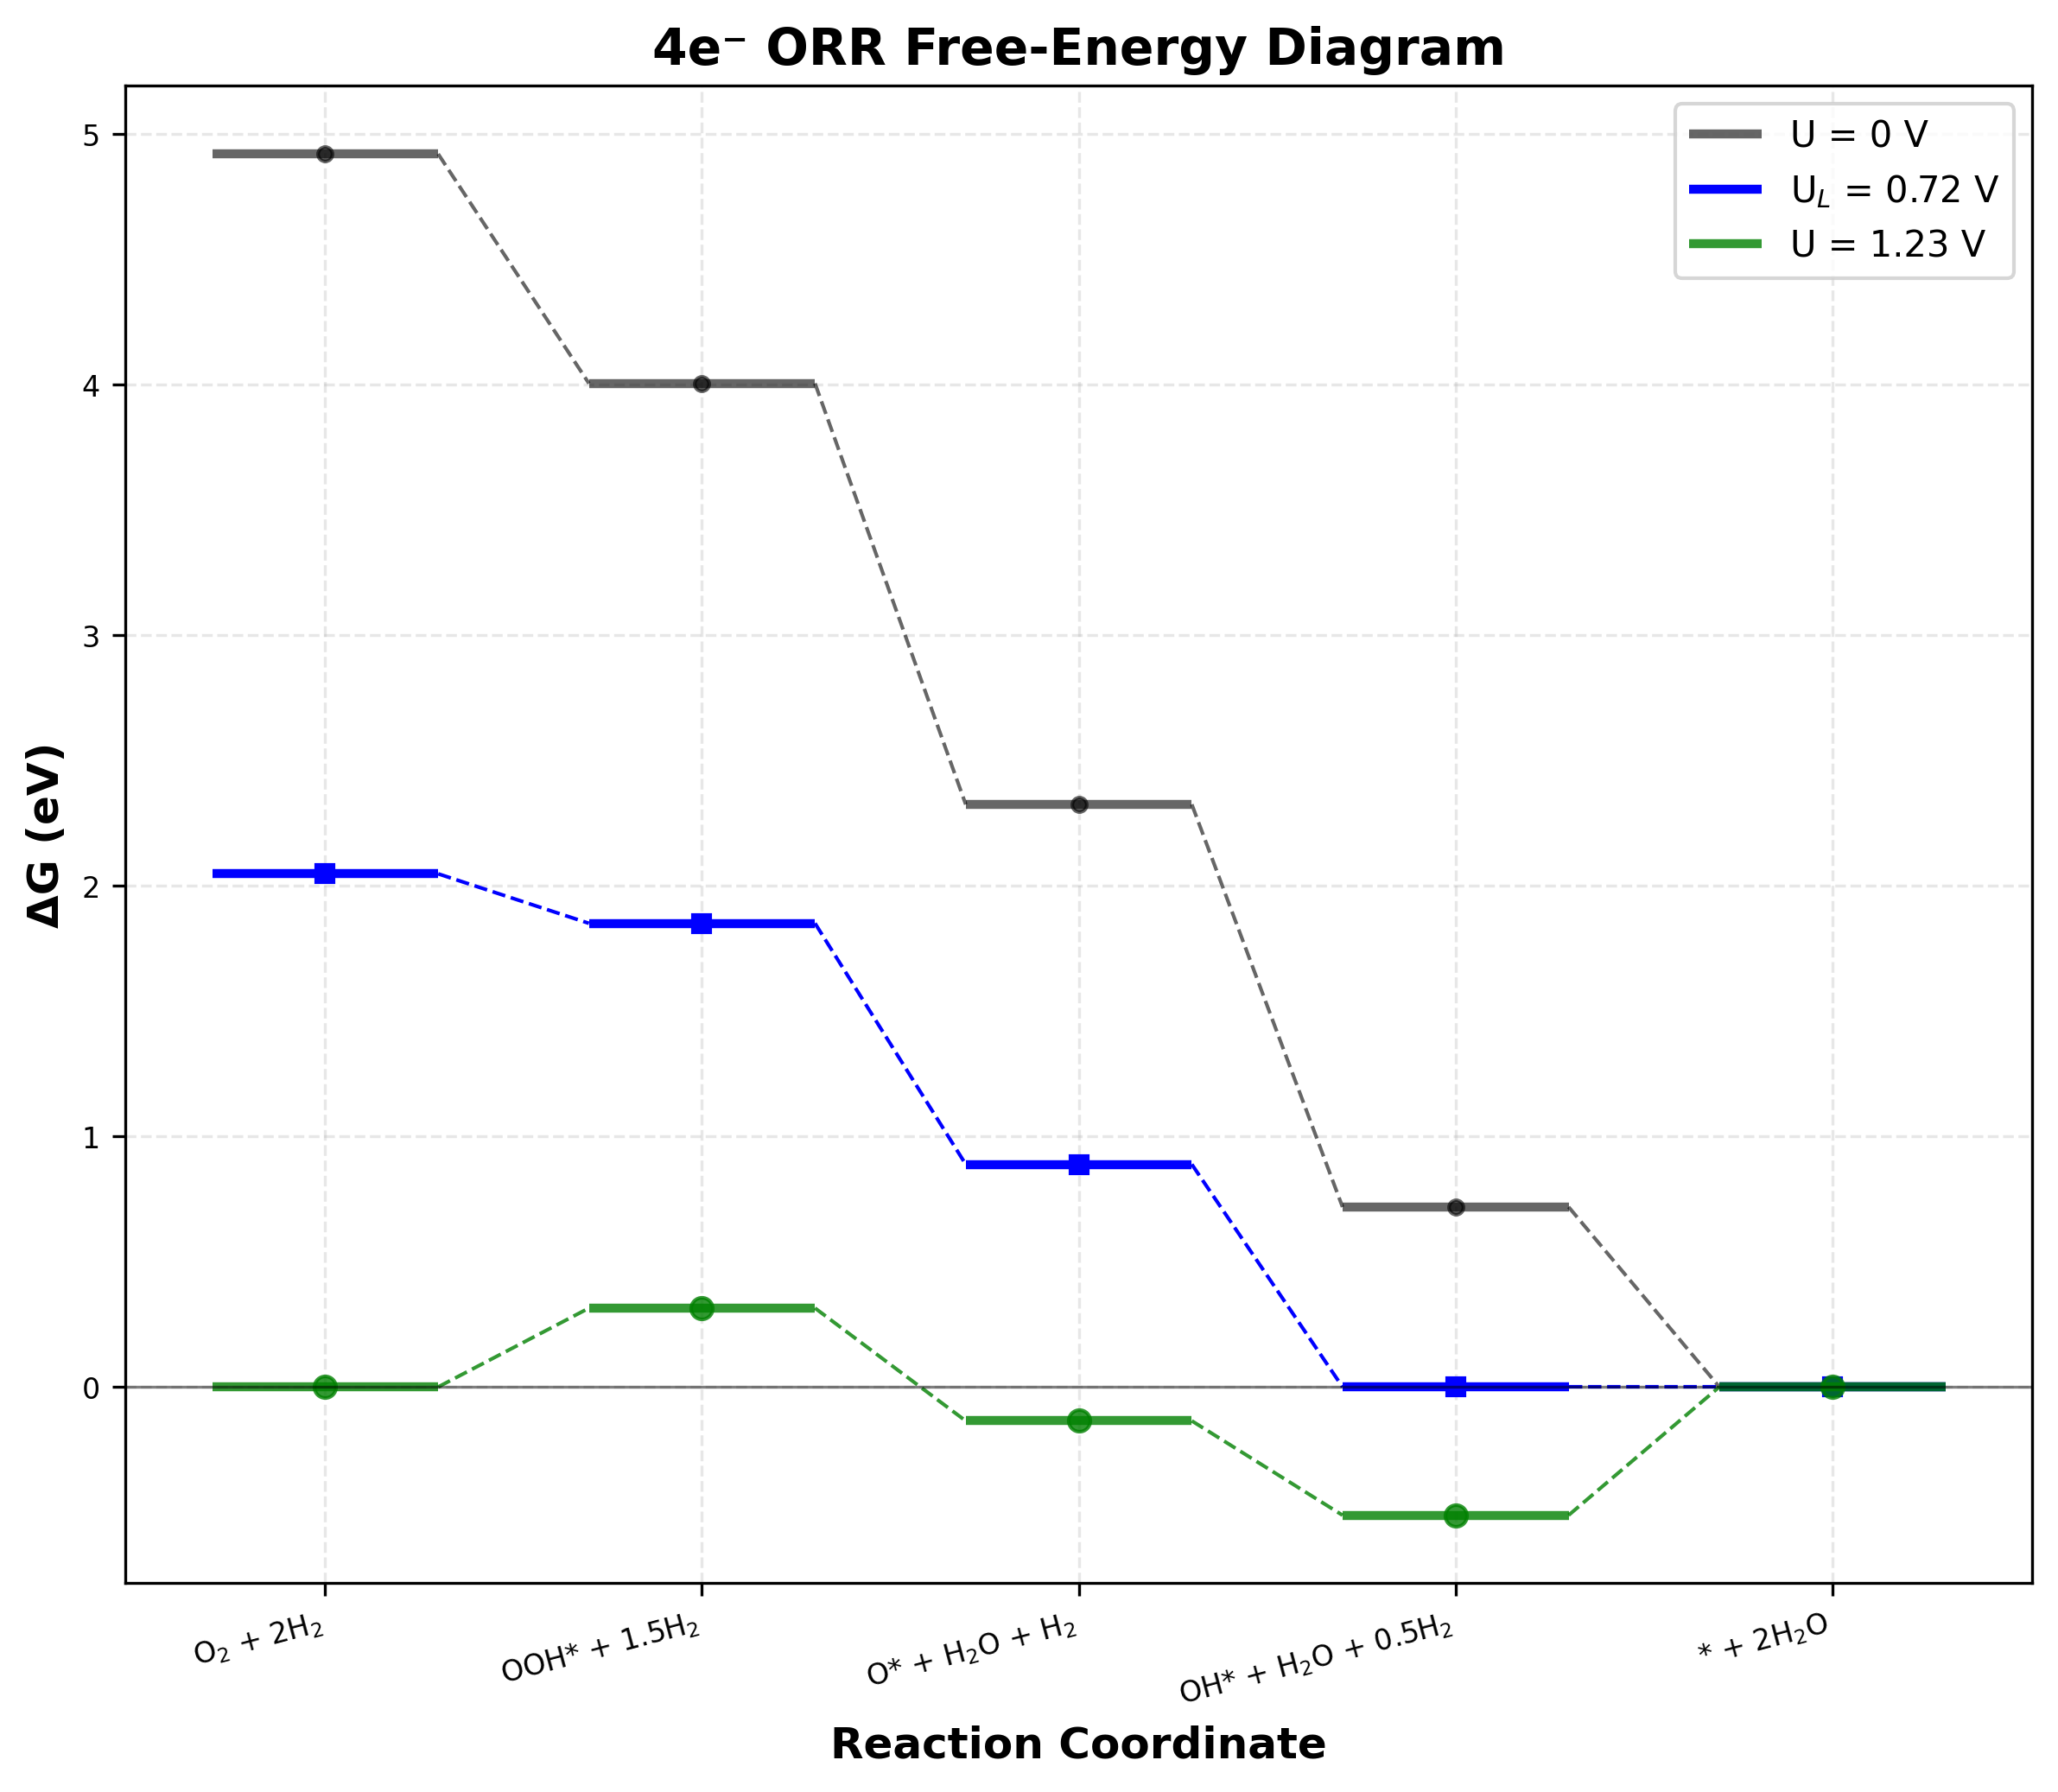 4e⁻ ORR Free-Energy Diagram
U = 0 V
U_L = 0.72 V
U = 1.23 V
ΔG (eV)
5
4
3
2
1
0
O₂ + 2H₂
OOH* + 1.5H₂
O* + H₂O + H₂
OH* + H₂O + 0.5H₂
* + 2H₂O
Reaction Coordinate